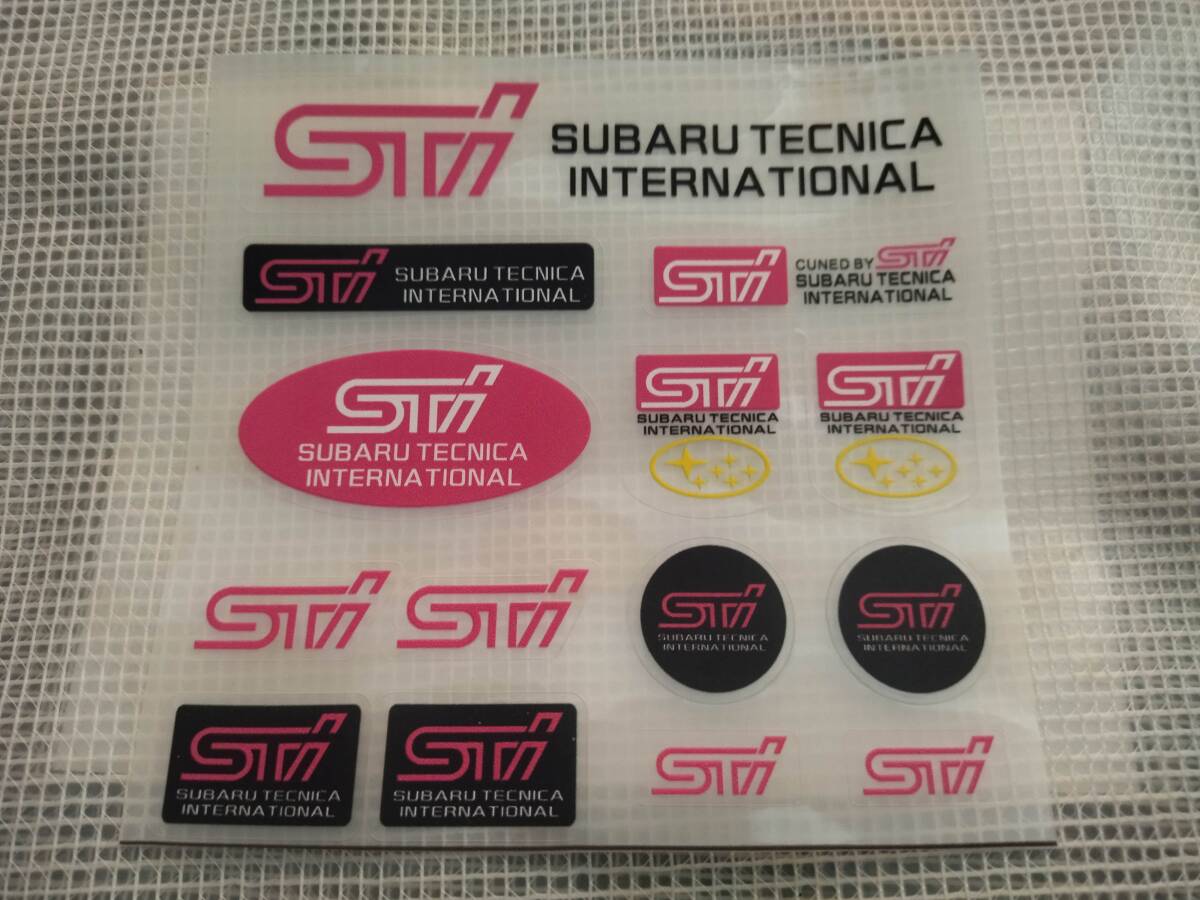 STi
SUBARU TECNICA
INTERNATIONAL
STi
SUBARU TECNICA
INTERNATIONAL
STi
CUNED BY STi
SUBARU TECNICA
INTERNATIONAL
STi
SUBARU TECNICA
INTERNATIONAL
STi
SUBARU TECNICA
INTERNATIONAL
STi
SUBARU TECNICA
INTERNATIONAL
STi
STi
STi
SUBARU TECNICA
INTERNATIONAL
STi
SUBARU TECNICA
INTERNATIONAL
STi
SUBARU TECNICA
INTERNATIONAL
STi
SUBARU TECNICA
INTERNATIONAL
STi
STi